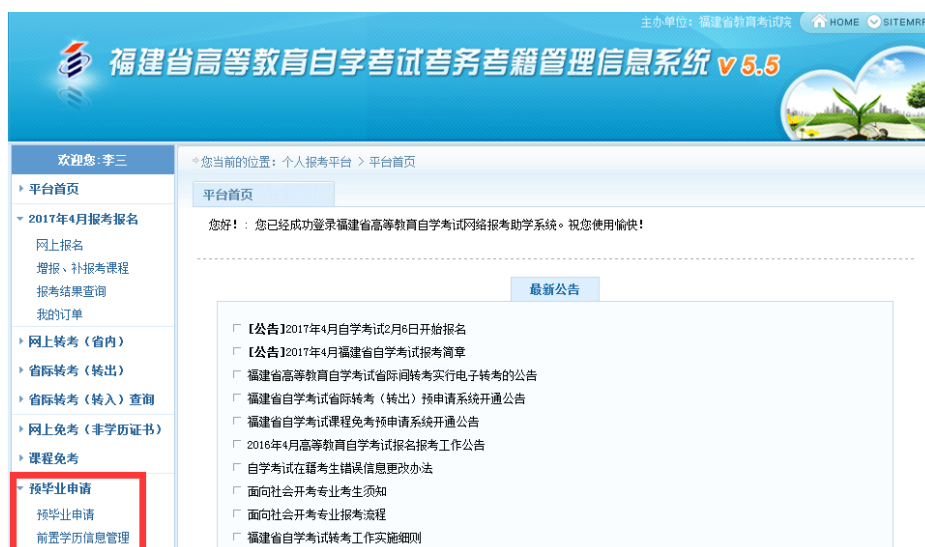 主办单位：福建省教育考试院 HOME SITEMRP
福建省高等教育自学考试考务考籍管理信息系统 v 5.5
欢迎您:李三
平台首页
2017年4月报考报名
网上报名
增报、补报考课程
报考结果查询
我的订单
网上转考（省内）
省际转考（转出）
省际转考（转入）查询
网上免考（非学历证书）
课程免考
预毕业申请
预毕业申请
前置学历信息管理
您当前的位置：个人报考平台 > 平台首页
平台首页
您好！：您已经成功登录福建省高等教育自学考试网络报考助学系统。祝您使用愉快！
最新公告
【公告】2017年4月自学考试2月6日开始报名
【公告】2017年4月福建省自学考试报考简章
福建省高等教育自学考试省际间转考实行电子转考的公告
福建省自学考试省际转考（转出）预申请系统开通公告
福建省自学考试课程免考预申请系统开通公告
2016年4月高等教育自学考试报名报考工作公告
自学考试在籍考生错误信息更改办法
面向社会开考专业考生须知
面向社会开考专业报考流程
福建省自学考试转考工作实施细则